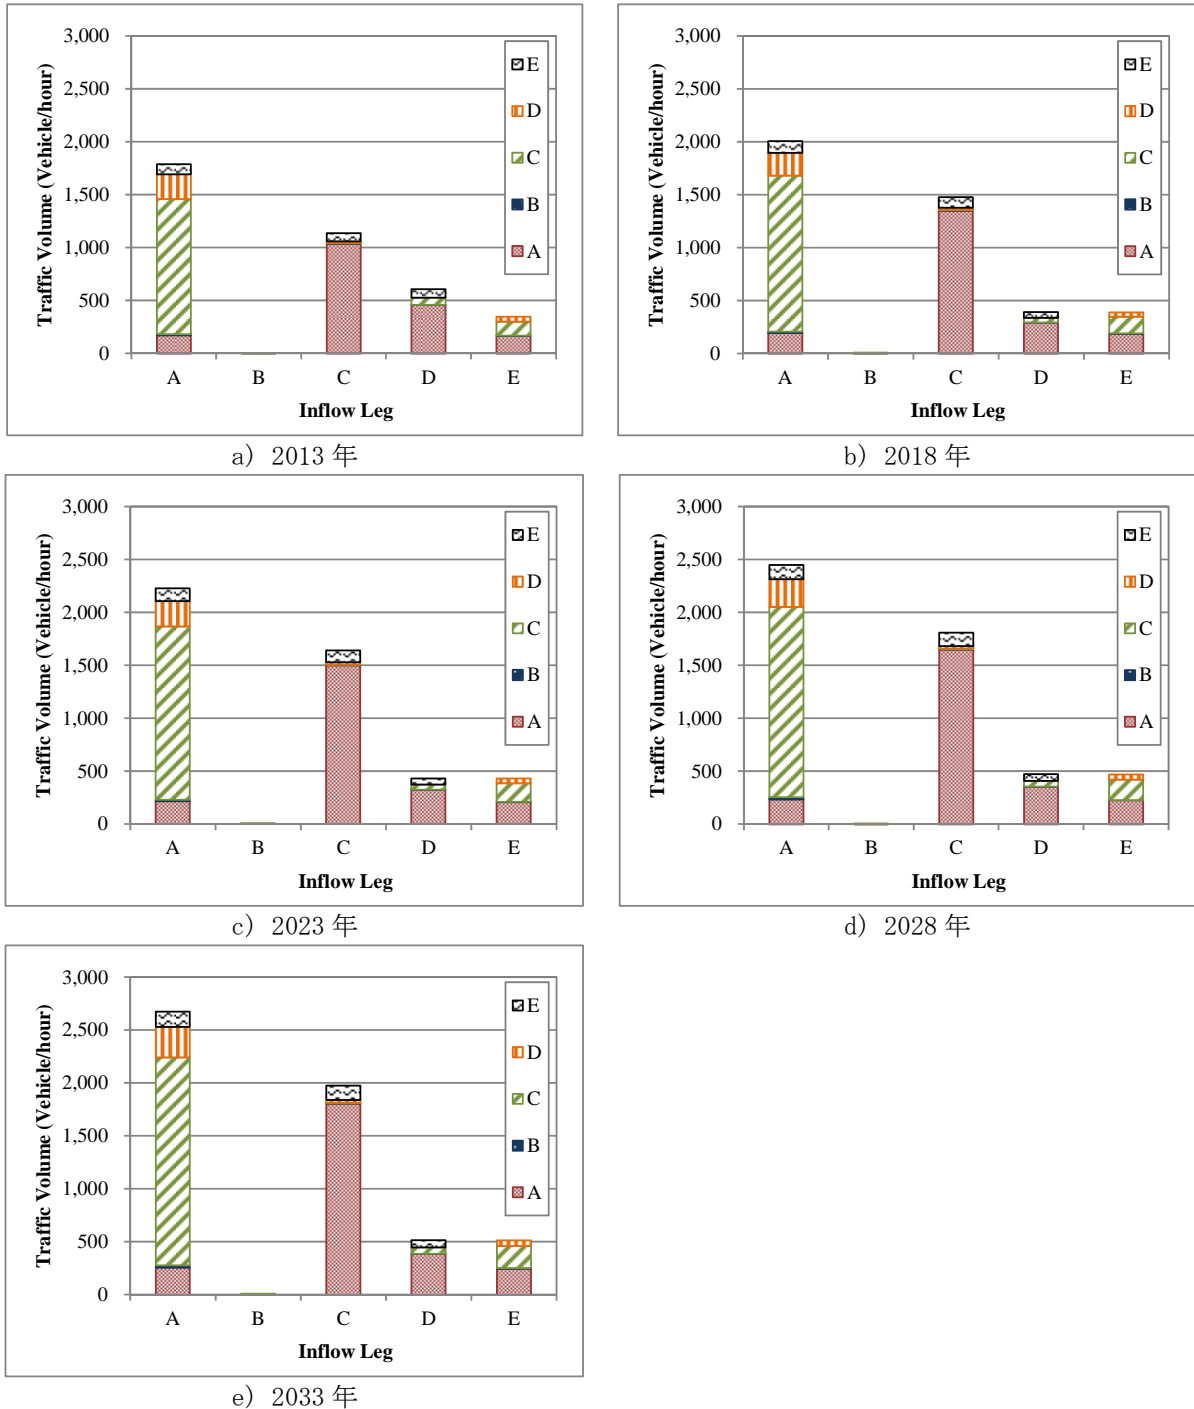 3,000
2,500
2,000
1,500
1,000
500
0
Traffic Volume (Vehicle/hour)
A B C D E
Inflow Leg
E
D
C
B
A
a) 2013 年
3,000
2,500
2,000
1,500
1,000
500
0
Traffic Volume (Vehicle/hour)
A B C D E
Inflow Leg
E
D
C
B
A
b) 2018 年
3,000
2,500
2,000
1,500
1,000
500
0
Traffic Volume (Vehicle/hour)
A B C D E
Inflow Leg
E
D
C
B
A
c) 2023 年
3,000
2,500
2,000
1,500
1,000
500
0
Traffic Volume (Vehicle/hour)
A B C D E
Inflow Leg
E
D
C
B
A
d) 2028 年
3,000
2,500
2,000
1,500
1,000
500
0
Traffic Volume (Vehicle/hour)
A B C D E
Inflow Leg
E
D
C
B
A
e) 2033 年